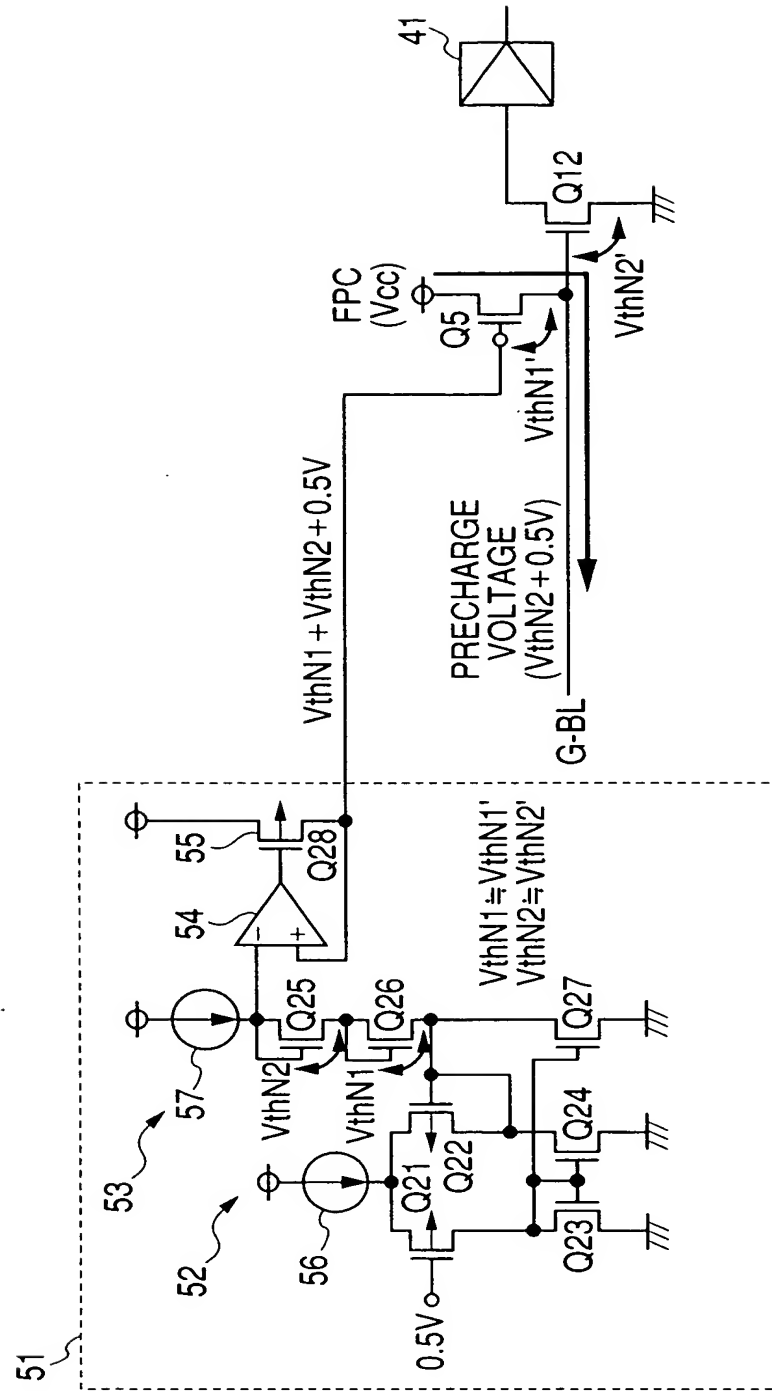 51
52
53
56
57
0.5V
Q21
Q22
Q23
Q24
VthN2
VthN1
Q25
Q26
Q27
54
-
+
55
Q28
VthN1≒VthN1'
VthN2≒VthN2'
VthN1+VthN2+0.5V
G-BL
PRECHARGE
VOLTAGE
(VthN2+0.5V)
FPC
(Vcc)
Q5
VthN1'
VthN2'
Q12
41